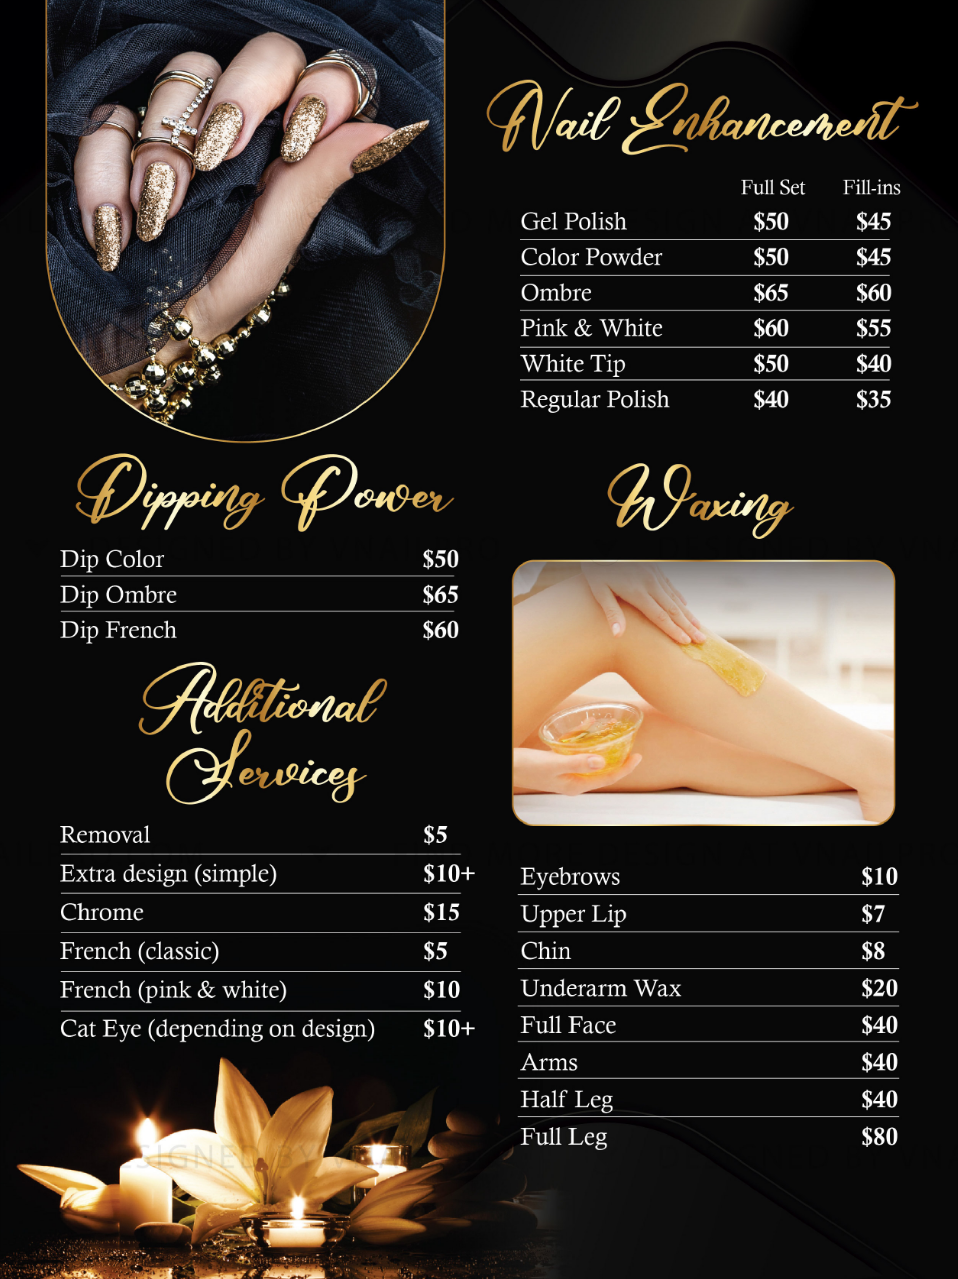 Nail Enhancement
Full Set Fill-ins
Gel Polish $50 $45
Color Powder $50 $45
Ombre $65 $60
Pink & White $60 $55
White Tip $50 $40
Regular Polish $40 $35
Dipping Power
Dip Color $50
Dip Ombre $65
Dip French $60
Additional
Services
Removal $5
Extra design (simple) $10+
Chrome $15
French (classic) $5
French (pink & white) $10
Cat Eye (depending on design) $10+
Waxing
Eyebrows $10
Upper Lip $7
Chin $8
Underarm Wax $20
Full Face $40
Arms $40
Half Leg $40
Full Leg $80